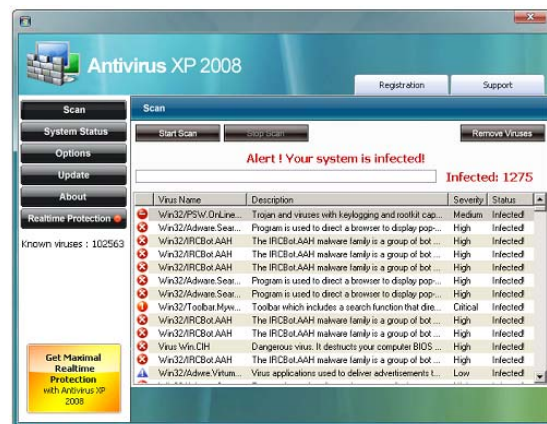 Antivirus XP 2008
Registration
Support
Scan
System Status
Options
Update
About
Realtime Protection
Known viruses : 102563
Get Maximal
Realtime
Protection
with Antivirus XP
2008
Scan
Start Scan
Stop Scan
Remove Viruses
Alert ! Your system is infected!
Infected: 1275
Virus Name Description Severity Status
Win32/PSW.OnLine... Trojan and viruses with keylogging and rootkit cap... Medium Infected!
Win32/Adware.Sear... Program is used to direct a browser to display pop-... High Infected!
Win32/IRCBot.AAH The IRCBot.AAH malware family is a group of bot ... High Infected!
Win32/IRCBot.AAH The IRCBot.AAH malware family is a group of bot ... High Infected!
Win32/IRCBot.AAH The IRCBot.AAH malware family is a group of bot ... High Infected!
Win32/Adware.Sear... Program is used to direct a browser to display pop-... High Infected!
Win32/Adware.Sear... Program is used to direct a browser to display pop-... High Infected!
Win32/Toolbar.Myw... Toolbar which includes a search function that dire... Critical Infected!
Win32/IRCBot.AAH The IRCBot.AAH malware family is a group of bot ... High Infected!
Win32/IRCBot.AAH The IRCBot.AAH malware family is a group of bot ... High Infected!
Virus Win.CIH Dangerous virus. It destructs your computer BIOS ... High Infected!
Win32/IRCBot.AAH The IRCBot.AAH malware family is a group of bot ... High Infected!
Win32/Adwre.Virtum... Virus applications used to deliver advertisements t... Low Infected!